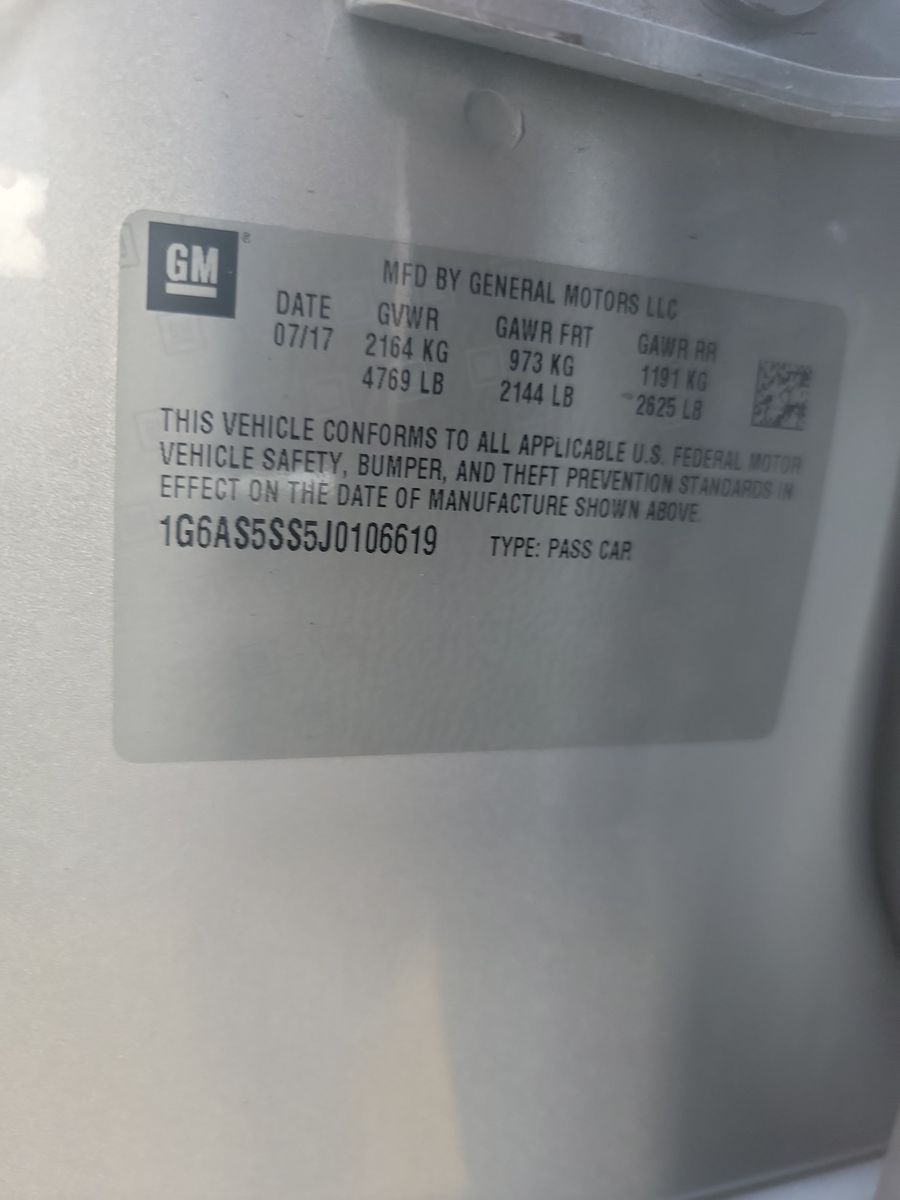 GM ®
MFD BY GENERAL MOTORS LLC
DATE GVWR GAWR FRT GAWR RR
07/17 2164 KG 973 KG 1191 KG
4769 LB 2144 LB 2625 LB
THIS VEHICLE CONFORMS TO ALL APPLICABLE U.S. FEDERAL MOTOR
VEHICLE SAFETY, BUMPER, AND THEFT PREVENTION STANDARDS IN
EFFECT ON THE DATE OF MANUFACTURE SHOWN ABOVE.
1G6AS5SS5J0106619 TYPE: PASS CAR